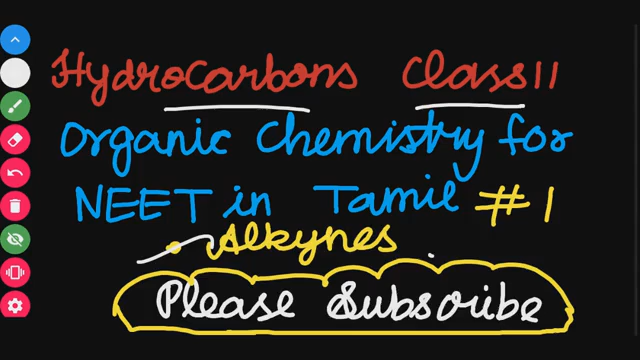 Hydrocarbons Class 11
Organic Chemistry for
NEET in Tamil #1
Alkynes
Please Subscribe